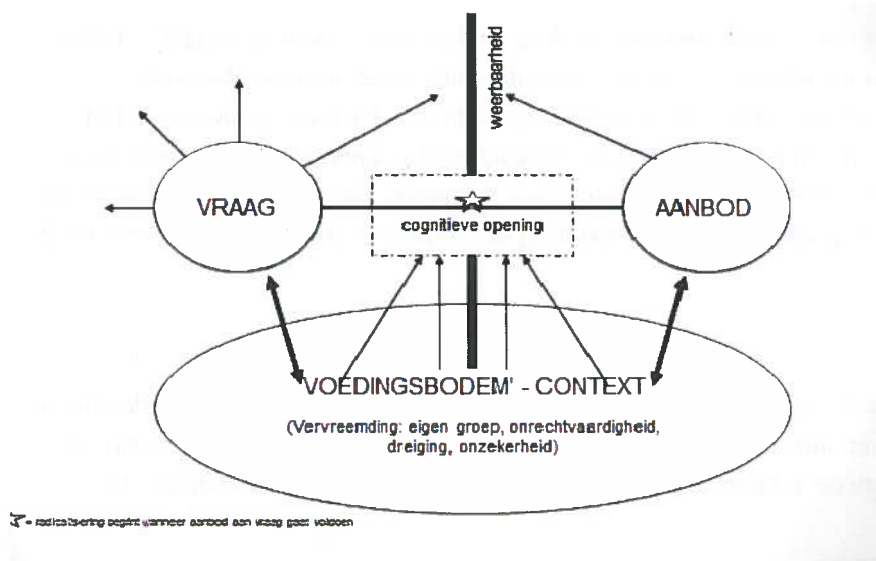 weerbaarheid
VRAAG
AANBOD
cognitieve opening
'VOEDINGSBODEM' - CONTEXT
(Vervreemding: eigen groep, onrechtvaardigheid,
dreiging, onzekerheid)
= radicalisering begint wanneer aanbod aan vraag gaat voldoen